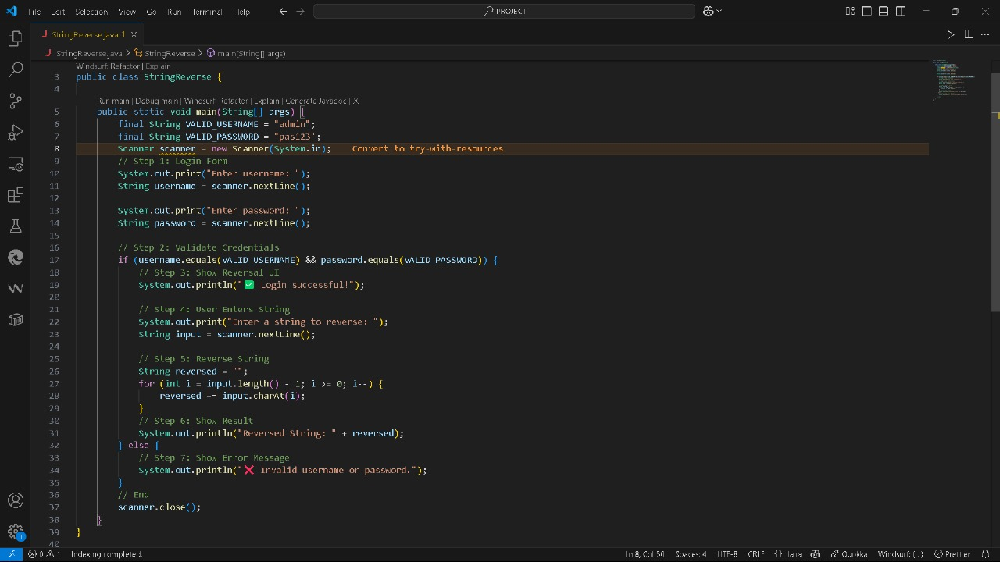 File Edit Selection View Go Run Terminal Help PROJECT
StringReverse.java 1
StringReverse.java > StringReverse > main(String[] args)
Windsurf: Refactor | Explain
3 public class StringReverse {
4
Run main | Debug main | Windsurf: Refactor | Explain | Generate Javadoc | X
5 public static void main(String[] args) {
6 final String VALID_USERNAME = "admin";
7 final String VALID_PASSWORD = "pas123";
8 Scanner scanner = new Scanner(System.in); Convert to try-with-resources
9 // Step 1: Login Form
10 System.out.print("Enter username: ");
11 String username = scanner.nextLine();
12
13 System.out.print("Enter password: ");
14 String password = scanner.nextLine();
15
16 // Step 2: Validate Credentials
17 if (username.equals(VALID_USERNAME) && password.equals(VALID_PASSWORD)) {
18 // Step 3: Show Reversal UI
19 System.out.println("✅ Login successful!");
20
21 // Step 4: User Enters String
22 System.out.print("Enter a string to reverse: ");
23 String input = scanner.nextLine();
24
25 // Step 5: Reverse String
26 String reversed = "";
27 for (int i = input.length() - 1; i >= 0; i--) {
28 reversed += input.charAt(i);
29 }
30 // Step 6: Show Result
31 System.out.println("Reversed String: " + reversed);
32 } else {
33 // Step 7: Show Error Message
34 System.out.println("❌ Invalid username or password.");
35 }
36 // End
37 scanner.close();
38 }
39 }
40
1
0 1 Indexing completed. Ln 8, Col 50 Spaces: 4 UTF-8 CRLF {} Java Quokka Windsurf: {...} Prettier